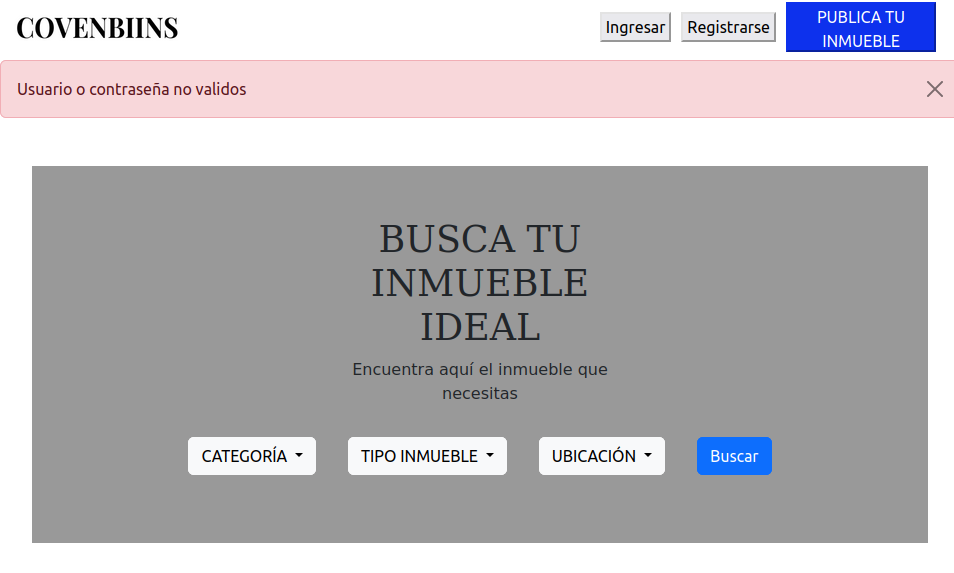 COVENBIINS
Ingresar
Registrarse
PUBLICA TU
INMUEBLE
Usuario o contraseña no validos
BUSCA TU
INMUEBLE
IDEAL
Encuentra aquí el inmueble que
necesitas
CATEGORÍA
TIPO INMUEBLE
UBICACIÓN
Buscar